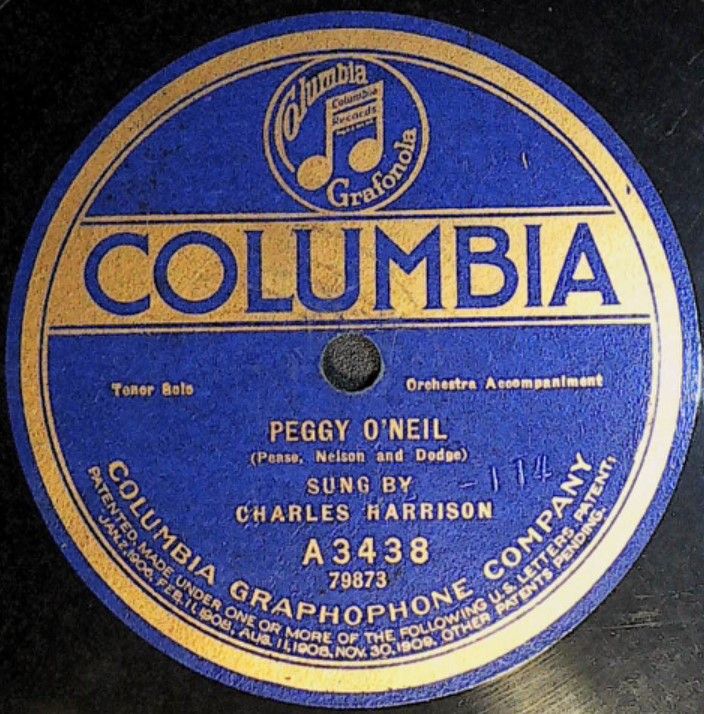 Columbia
Columbia
Records
Grafonola
COLUMBIA
Tenor Solo
Orchestra Accompaniment
PEGGY O'NEIL
(Pease, Nelson and Dodge)
SUNG BY
-114
CHARLES HARRISON
A3438
79873
COLUMBIA GRAPHOPHONE COMPANY
PATENTED, MADE UNDER ONE OR MORE OF THE FOLLOWING U.S. LETTERS PATENT;
JAN.2,1906, FEB.11,1908, AUG.11,1908, NOV.30,1909, OTHER PATENTS PENDING.